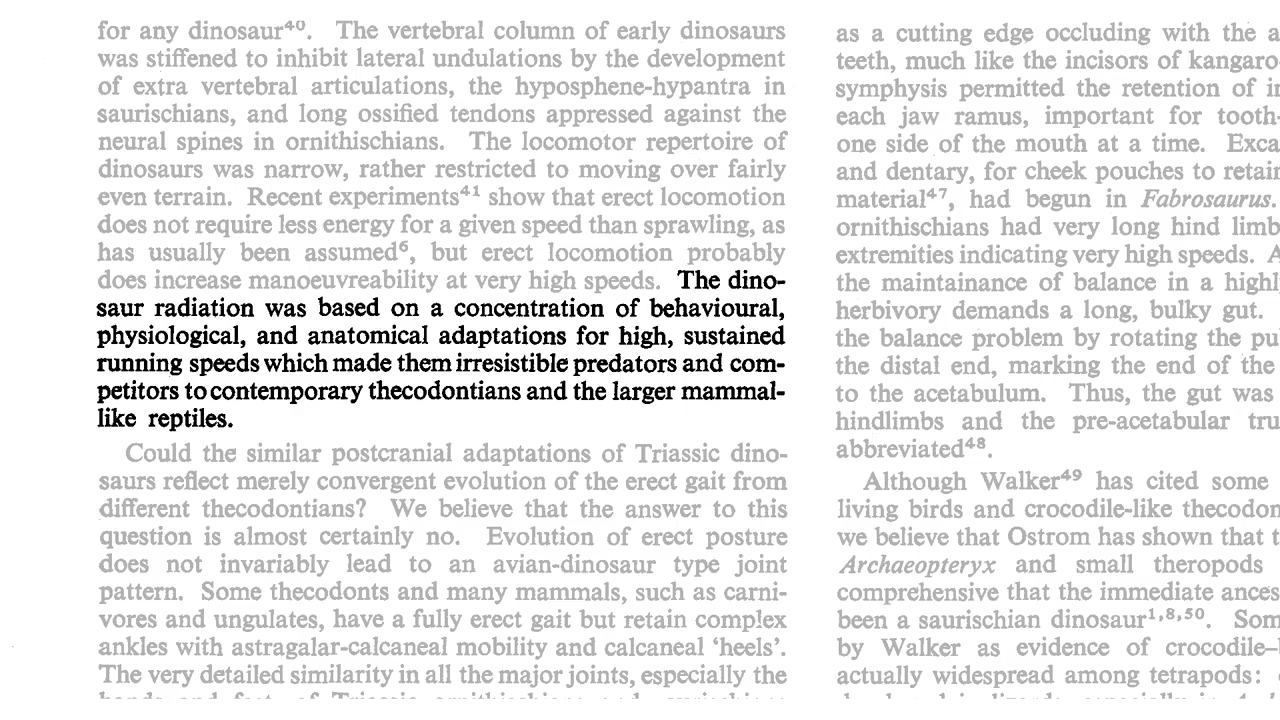 for any dinosaur⁴⁰. The vertebral column of early dinosaurs
was stiffened to inhibit lateral undulations by the development
of extra vertebral articulations, the hyposphene-hypantra in
saurischians, and long ossified tendons appressed against the
neural spines in ornithischians. The locomotor repertoire of
dinosaurs was narrow, rather restricted to moving over fairly
even terrain. Recent experiments⁴¹ show that erect locomotion
does not require less energy for a given speed than sprawling, as
has usually been assumed⁶, but erect locomotion probably
does increase manoeuvreability at very high speeds. The dino-
saur radiation was based on a concentration of behavioural,
physiological, and anatomical adaptations for high, sustained
running speeds which made them irresistible predators and com-
petitors to contemporary thecodontians and the larger mammal-
like reptiles.
Could the similar postcranial adaptations of Triassic dino-
saurs reflect merely convergent evolution of the erect gait from
different thecodontians? We believe that the answer to this
question is almost certainly no. Evolution of erect posture
does not invariably lead to an avian-dinosaur type joint
pattern. Some thecodonts and many mammals, such as carni-
vores and ungulates, have a fully erect gait but retain complex
ankles with astragalar-calcaneal mobility and calcaneal ‘heels’.
The very detailed similarity in all the major joints, especially the
as a cutting edge occluding with the a
teeth, much like the incisors of kangaro
symphysis permitted the retention of in
each jaw ramus, important for tooth-
one side of the mouth at a time. Exca
and dentary, for cheek pouches to retain
material⁴⁷, had begun in Fabrosaurus.
ornithischians had very long hind limb
extremities indicating very high speeds. A
the maintainance of balance in a highl
herbivory demands a long, bulky gut.
the balance problem by rotating the pu
the distal end, marking the end of the
to the acetabulum. Thus, the gut was
hindlimbs and the pre-acetabular tru
abbreviated⁴⁸.
Although Walker⁴⁹ has cited some
living birds and crocodile-like thecodon
we believe that Ostrom has shown that t
Archaeopteryx and small theropods
comprehensive that the immediate ances
been a saurischian dinosaur¹,⁸,⁵⁰. Som
by Walker as evidence of crocodile–
actually widespread among tetrapods: